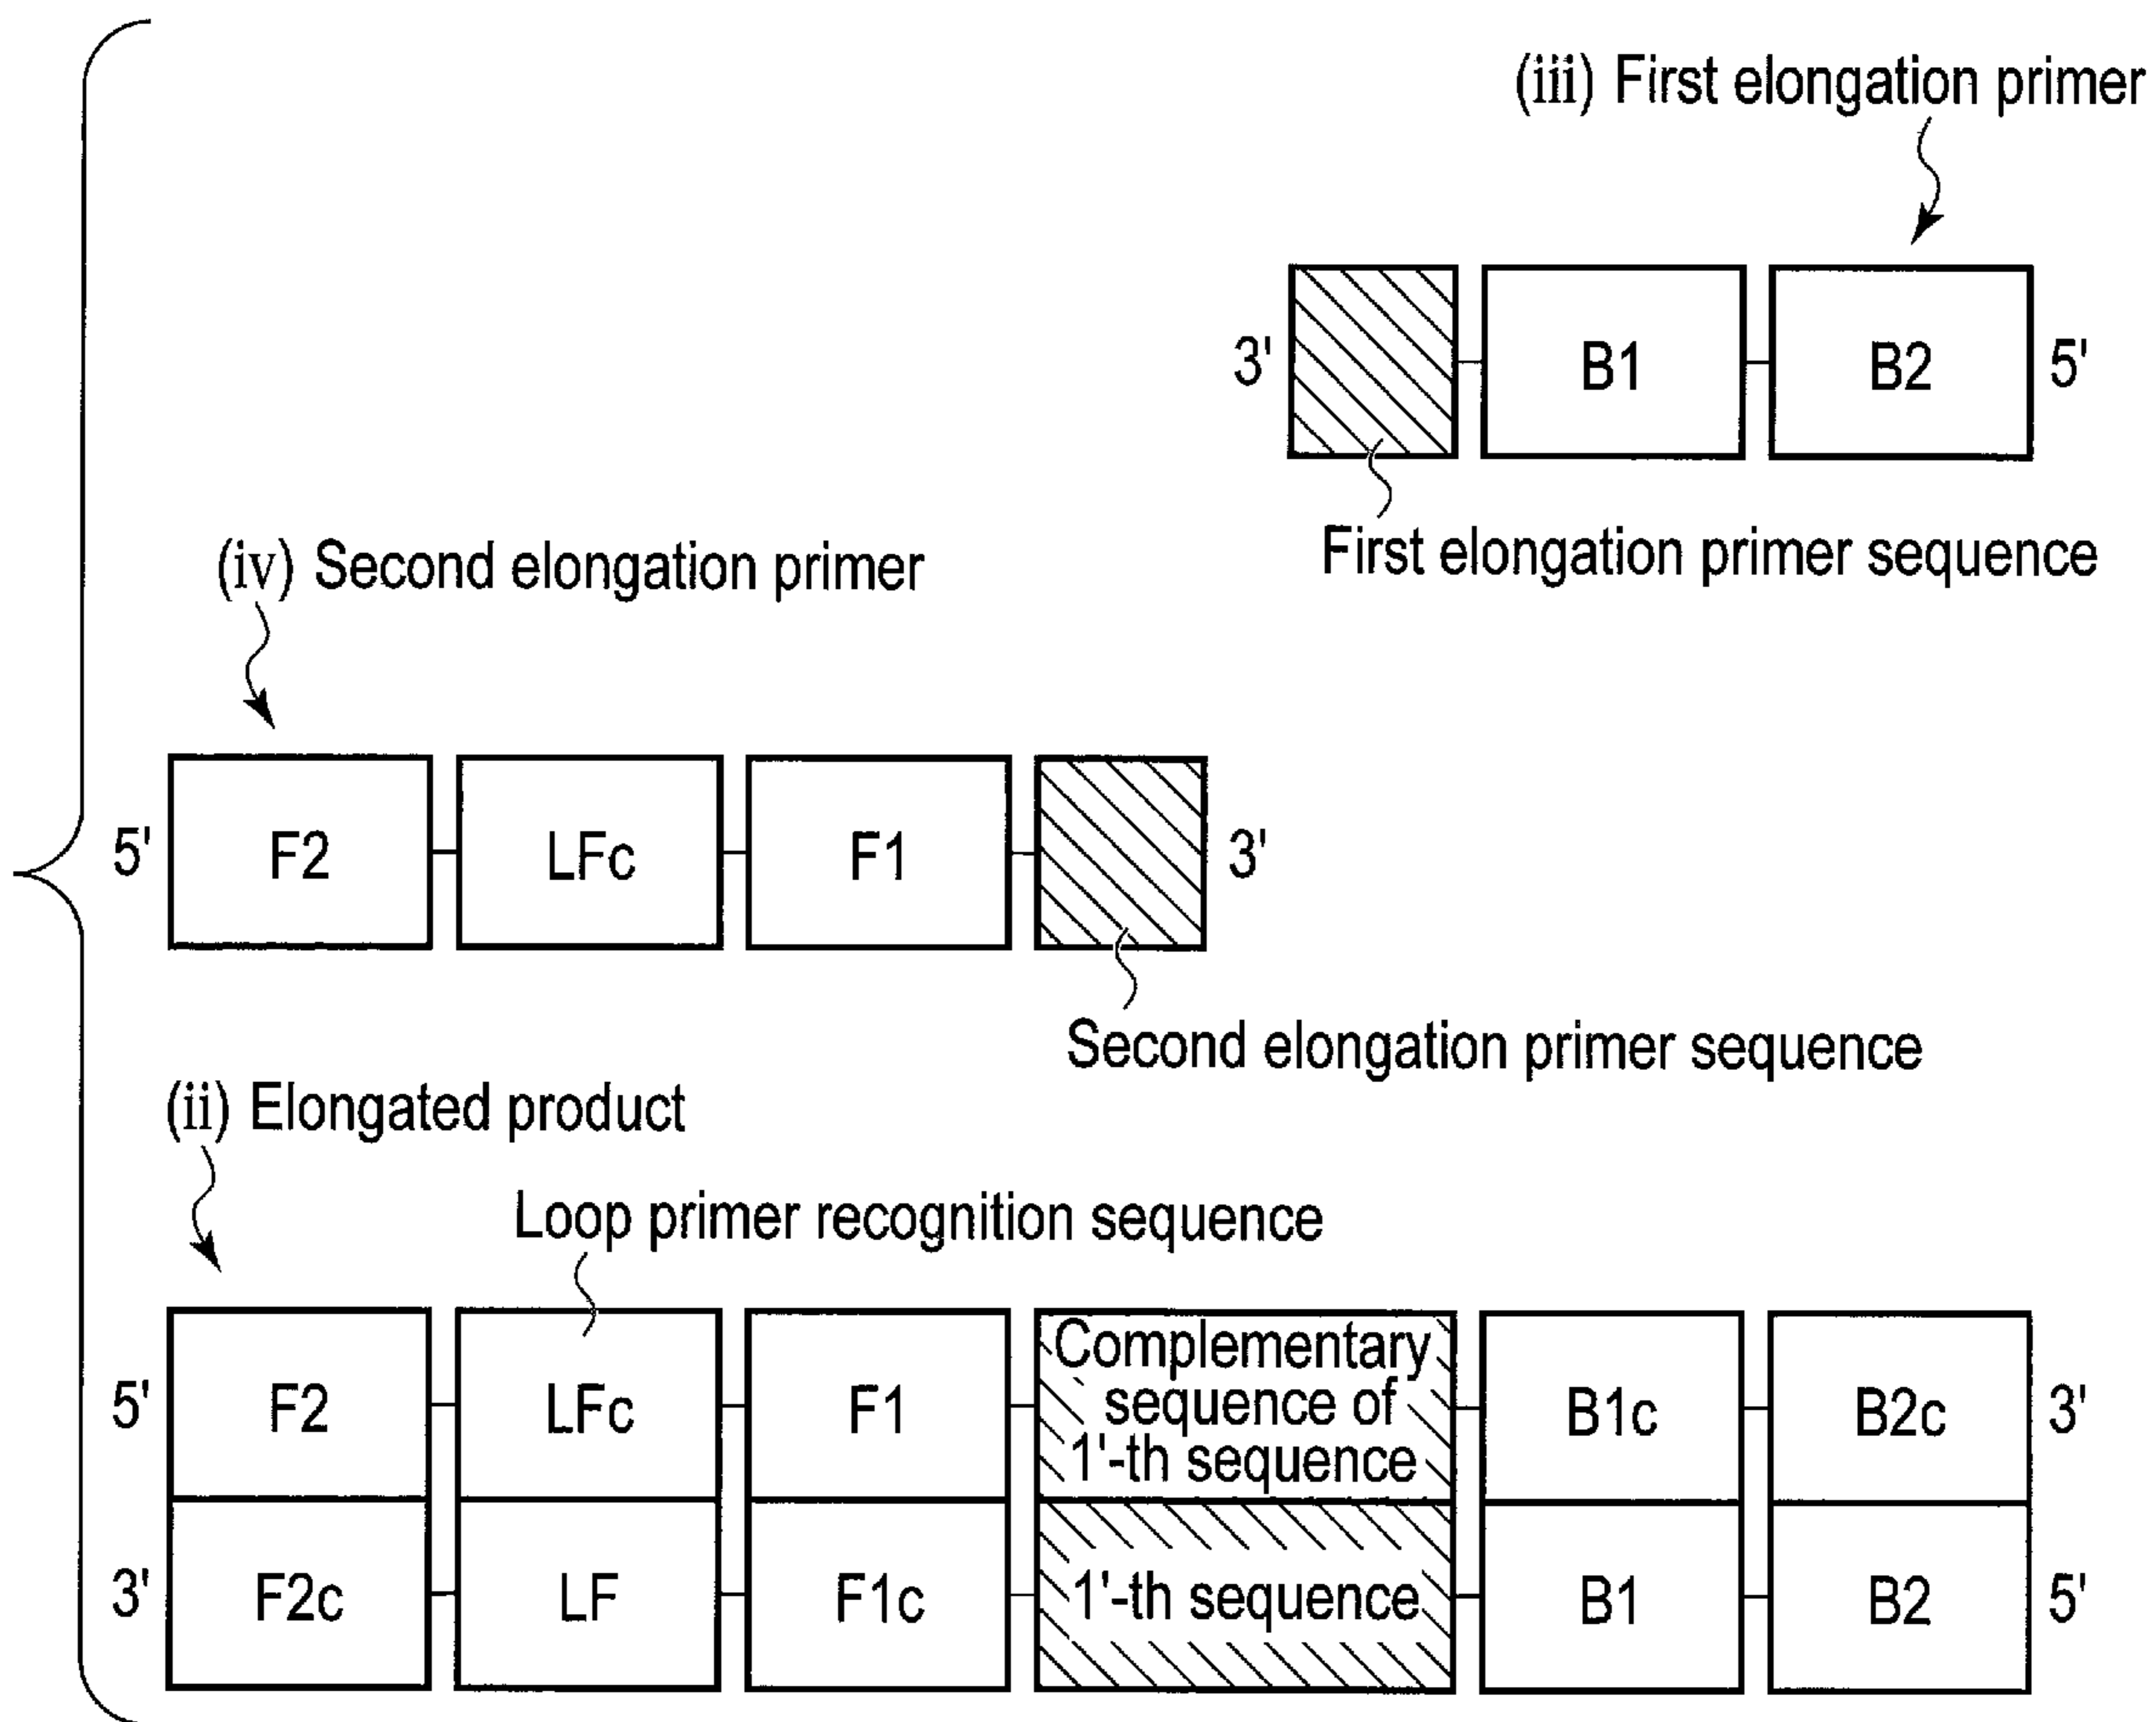 (iii) First elongation primer
3' B1 B2 5'
First elongation primer sequence
(iv) Second elongation primer
5' F2 LFc F1 3'
Second elongation primer sequence
(ii) Elongated product
Loop primer recognition sequence
5' F2 LFc F1 Complementary
sequence of
1'-th sequence B1c B2c 3'
3' F2c LF F1c 1'-th sequence B1 B2 5'